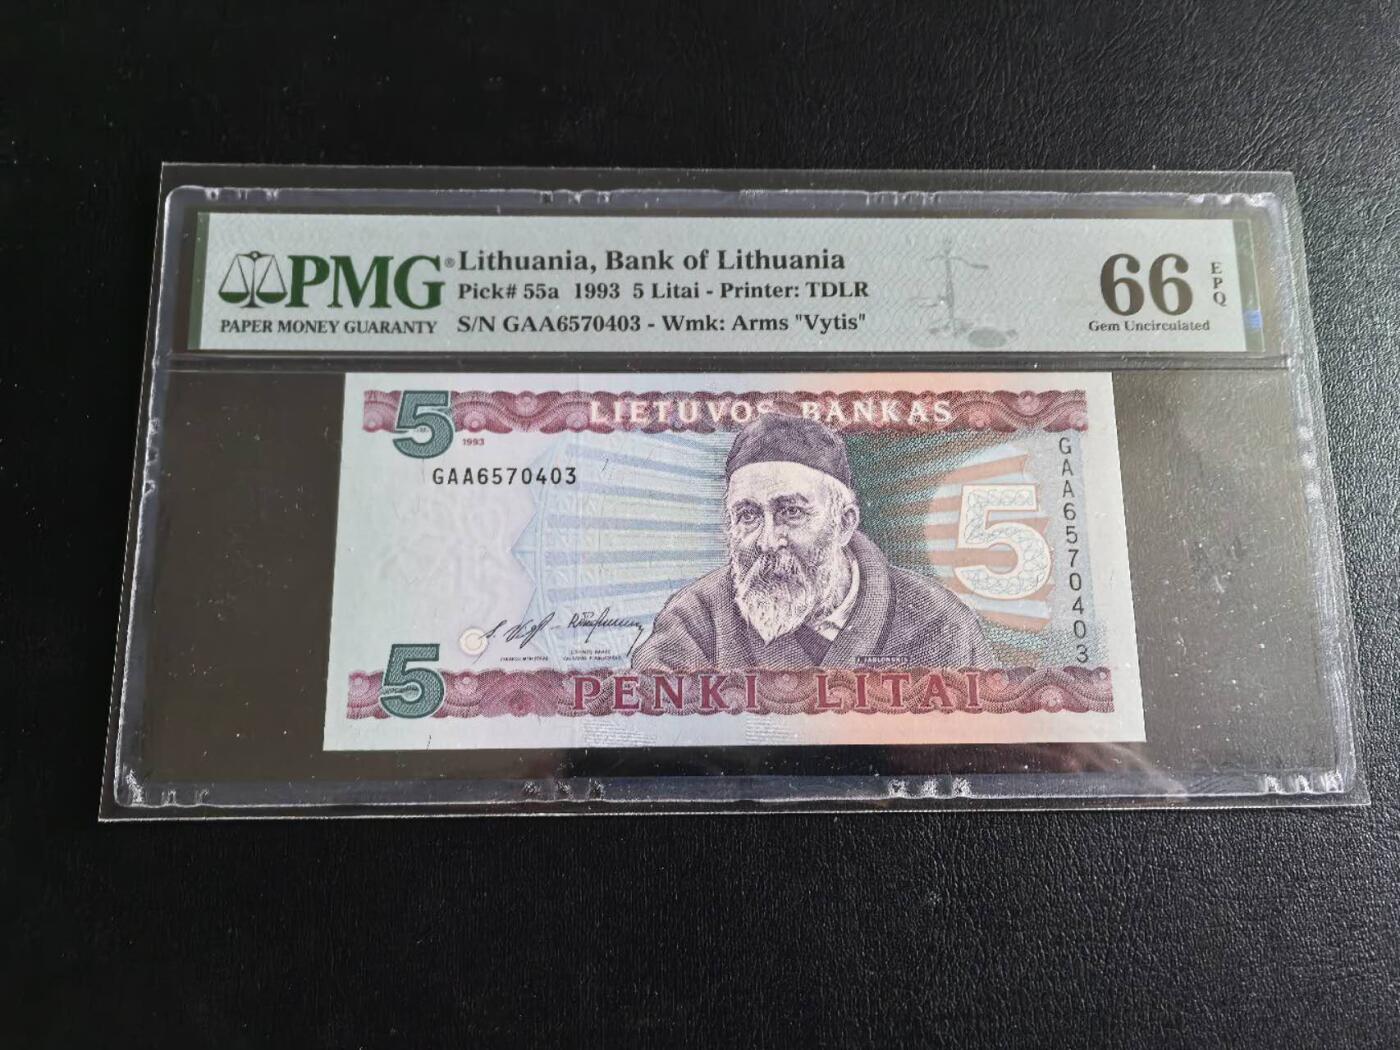 PMG®
PAPER MONEY GUARANTY
Lithuania, Bank of Lithuania
Pick# 55a 1993 5 Litai - Printer: TDLR
S/N GAA6570403 - Wmk: Arms "Vytis"
66 EPQ
Gem Uncirculated
5
1993
LIETUVOS BANKAS
GAA6570403
GAA6570403
5
J. JABLONSKIS
5
PENKI LITAI